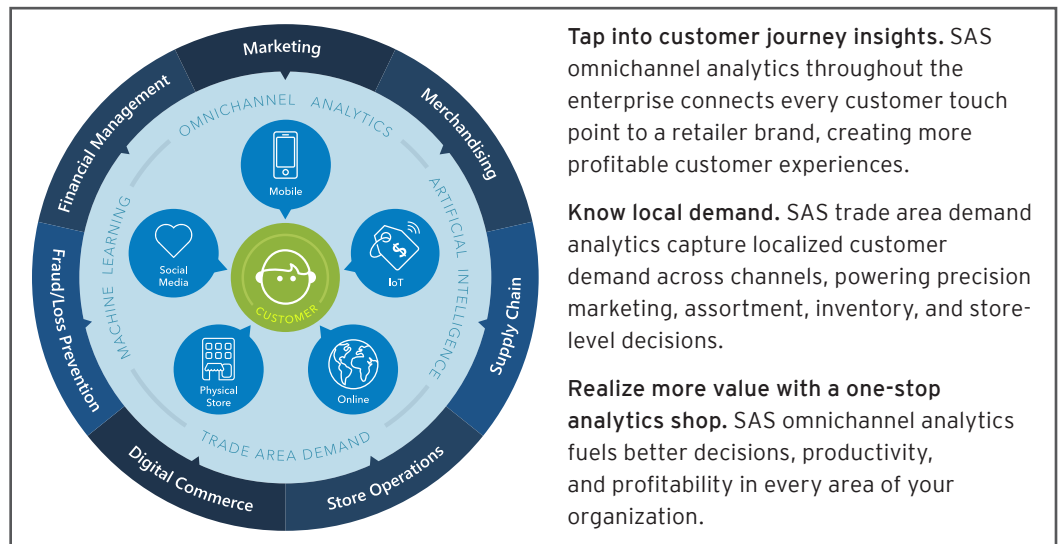 Marketing
Merchandising
Supply Chain
Store Operations
Digital Commerce
Fraud/Loss Prevention
Financial Management
OMNICHANNEL ANALYTICS
ARTIFICIAL INTELLIGENCE
TRADE AREA DEMAND
MACHINE LEARNING
Mobile
IoT
$
Online
Physical
Store
Social
Media
CUSTOMER
Tap into customer journey insights. SAS
omnichannel analytics throughout the
enterprise connects every customer touch
point to a retailer brand, creating more
profitable customer experiences.
Know local demand. SAS trade area demand
analytics capture localized customer
demand across channels, powering precision
marketing, assortment, inventory, and store-
level decisions.
Realize more value with a one-stop
analytics shop. SAS omnichannel analytics
fuels better decisions, productivity,
and profitability in every area of your
organization.